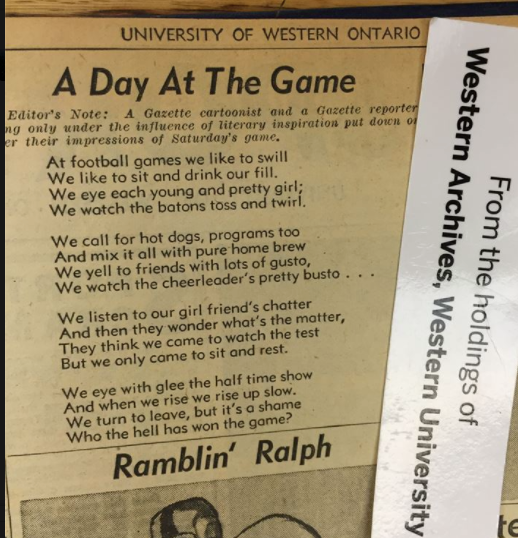 UNIVERSITY OF WESTERN ONTARIO
A Day At The Game
Editor's Note: A Gazette cartoonist and a Gazette reporter
ng only under the influence of literary inspiration put down o
er their impressions of Saturday's game.
At football games we like to swill
We like to sit and drink our fill.
We eye each young and pretty girl;
We watch the batons toss and twirl.
We call for hot dogs, programs too
And mix it all with pure home brew
We yell to friends with lots of gusto,
We watch the cheerleader's pretty busto . . .
We listen to our girl friend's chatter
And then they wonder what's the matter,
They think we came to watch the test
But we only came to sit and rest.
We eye with glee the half time show
And when we rise we rise up slow.
We turn to leave, but it's a shame
Who the hell has won the game?
Ramblin' Ralph
From the holdings of
Western Archives, Western University